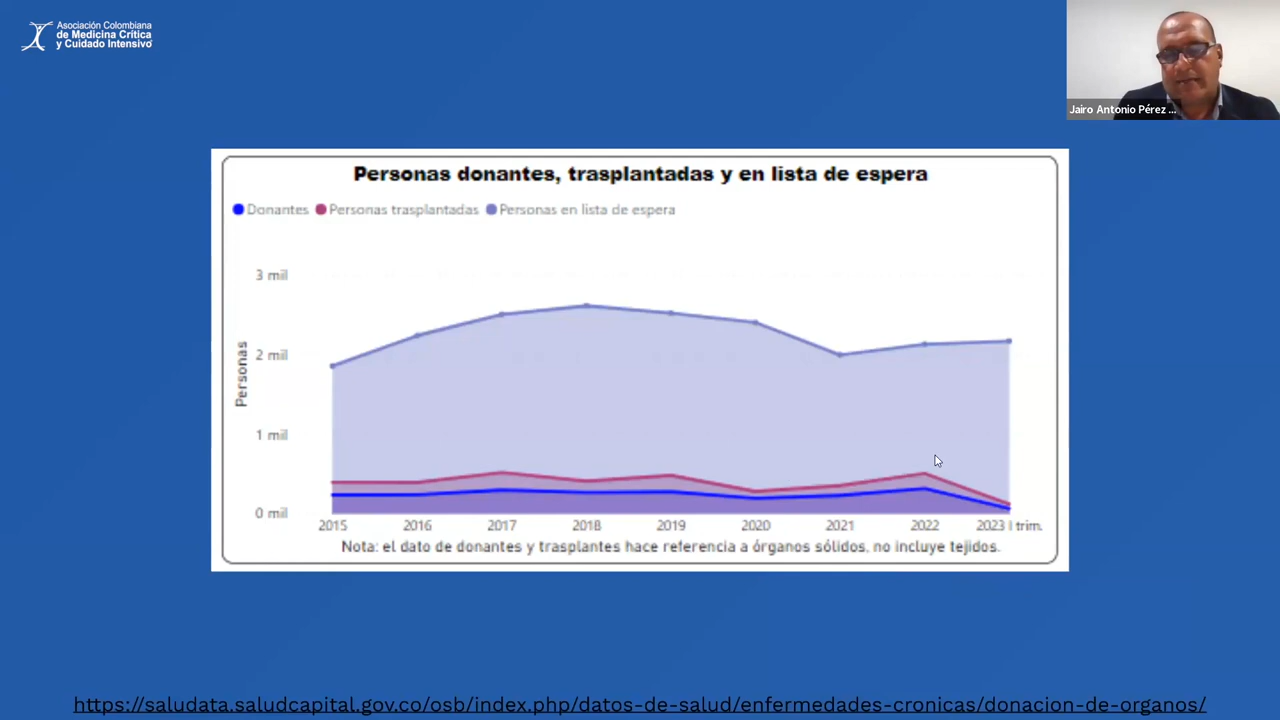 Asociación Colombiana
de Medicina Crítica
y Cuidado Intensivo
Jairo Antonio Pérez ...
Personas donantes, trasplantadas y en lista de espera
Donantes Personas trasplantadas Personas en lista de espera
3 mil
2 mil
1 mil
0 mil
Personas
2015 2016 2017 2018 2019 2020 2021 2022 2023 I trim.
Nota: el dato de donantes y trasplantes hace referencia a órganos sólidos, no incluye tejidos.
https://saludata.saludcapital.gov.co/osb/index.php/datos-de-salud/enfermedades-cronicas/donacion-de-organos/